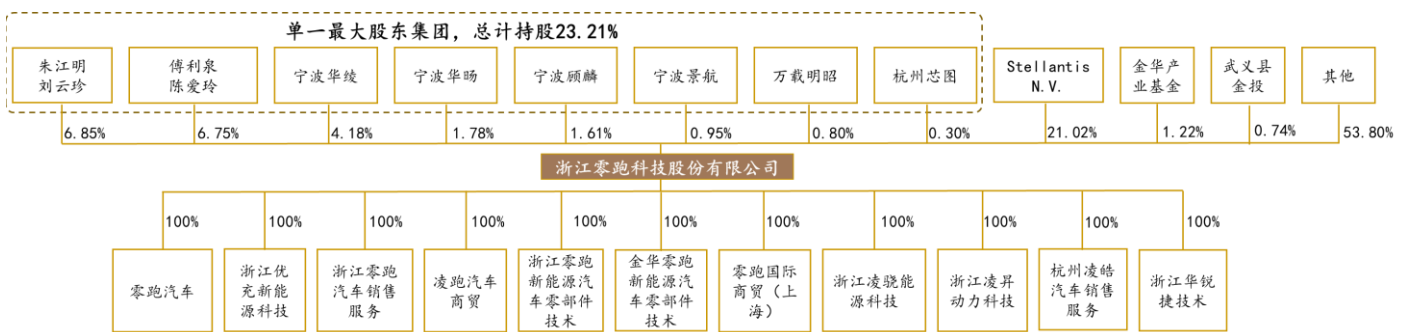 单一最大股东集团，总计持股23.21%
朱江明
刘云珍
傅利泉
陈爱玲
宁波华绫
宁波华旸
宁波顾麟
宁波景航
万载明昭
杭州芯图
Stellantis
N.V.
金华产
业基金
武义县
金投
其他
6.85%
6.75%
4.18%
1.78%
1.61%
0.95%
0.80%
0.30%
21.02%
1.22%
0.74%
53.80%
浙江零跑科技股份有限公司
100%
100%
100%
100%
100%
100%
100%
100%
100%
100%
100%
零跑汽车
浙江优
充新能
源科技
浙江零跑
汽车销售
服务
凌跑汽车
商贸
浙江零跑
新能源汽
车零部件
技术
金华零跑
新能源汽
车零部件
技术
零跑国际
商贸（上
海）
浙江凌骁能
源科技
浙江凌昇
动力科技
杭州凌皓
汽车销售
服务
浙江华锐
捷技术